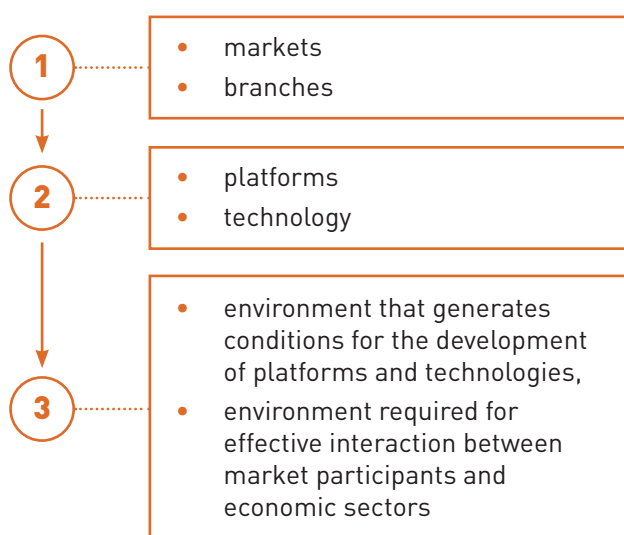 1
• markets
• branches
2
• platforms
• technology
3
• environment that generates
conditions for the development
of platforms and technologies,
• environment required for
effective interaction between
market participants and
economic sectors